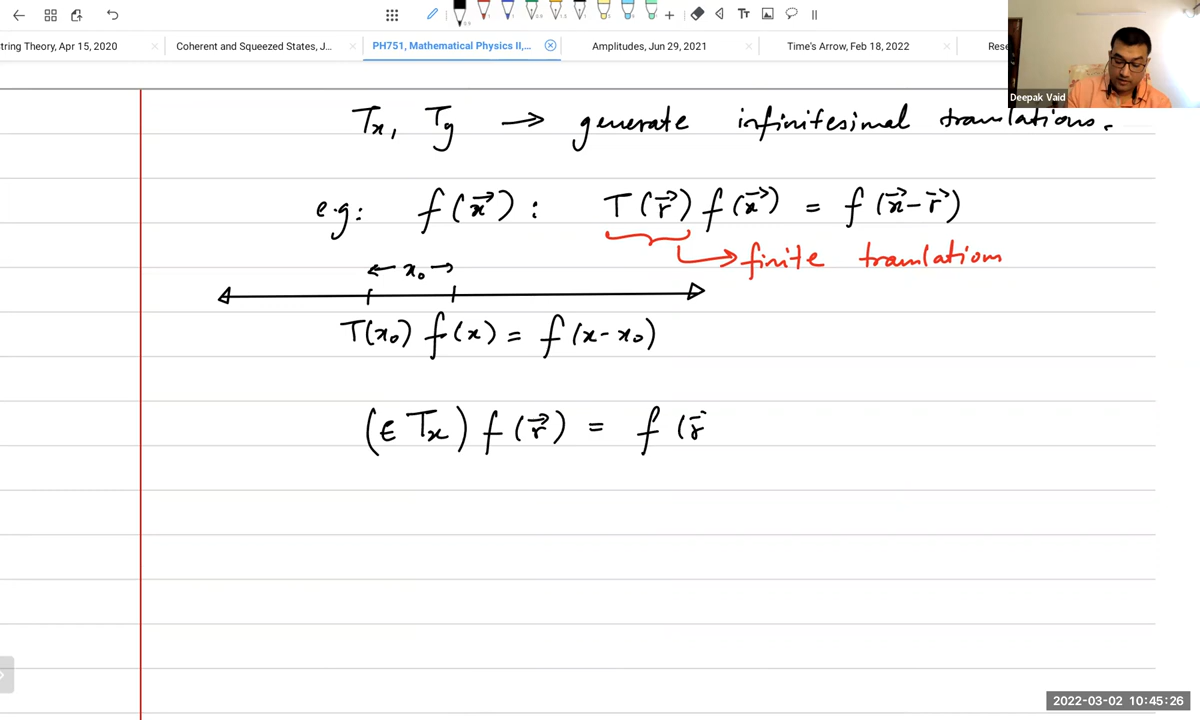 tring Theory, Apr 15, 2020 Coherent and Squeezed States, J... PH751, Mathematical Physics II,... Amplitudes, Jun 29, 2021 Time's Arrow, Feb 18, 2022 Rese
Deepak Vaid
Tx, Ty → generate infinitesimal translations.
e.g: f(x⃗): T(r⃗) f(x⃗) = f(x⃗-r⃗)
→ finite translation
← x₀ →
T(x₀) f(x) = f(x-x₀)
(ϵ Tx) f(r⃗) = f(r⃗
2022-03-02 10:45:26